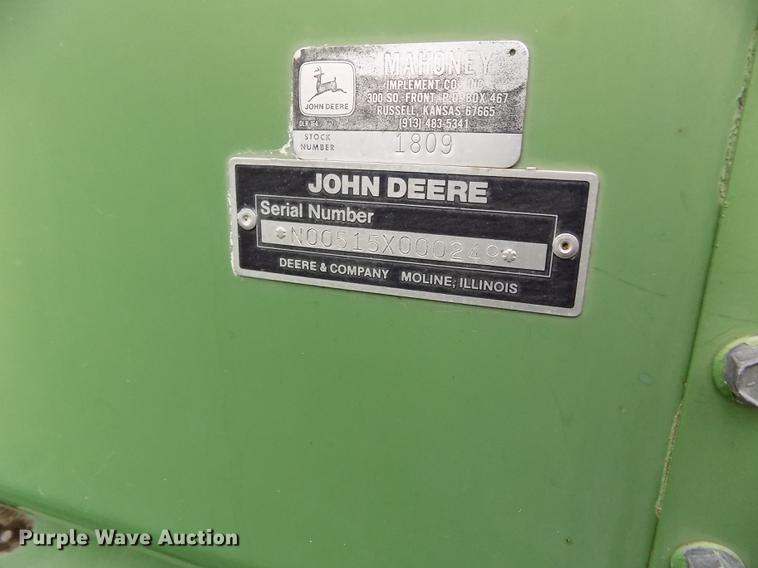 MAHONEY
IMPLEMENT CO., INC.
300 SO. FRONT, P.O. BOX 467
RUSSELL, KANSAS 67665
(913) 483-5341
JOHN DEERE
STOCK
NUMBER
1809
JOHN DEERE
Serial Number
*N00515X000249*
DEERE & COMPANY MOLINE, ILLINOIS
Purple Wave Auction